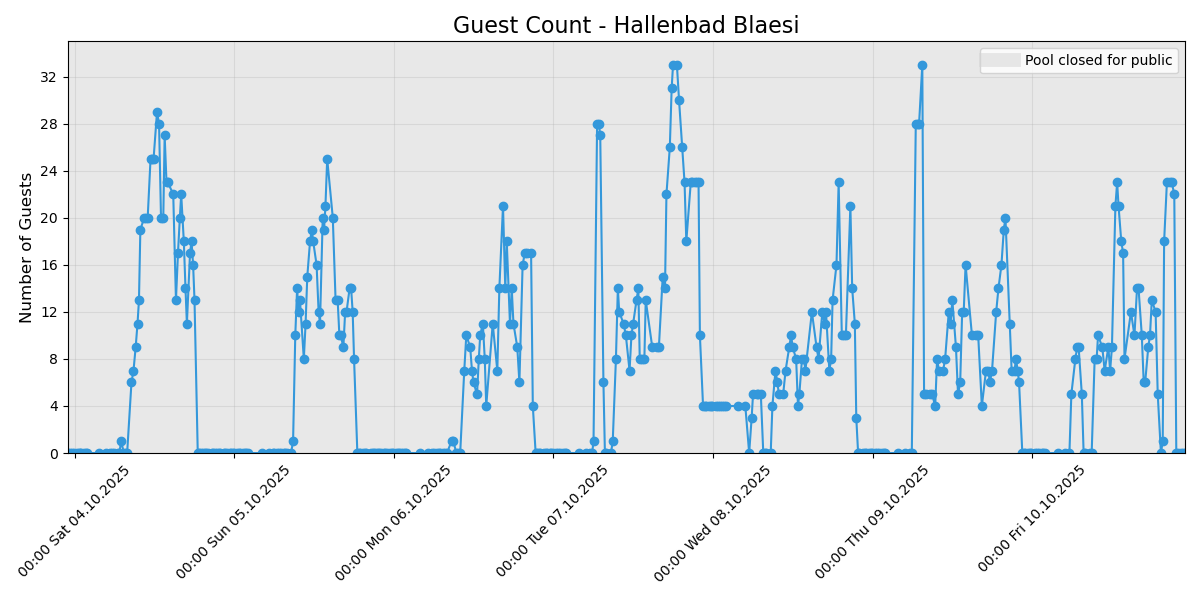 Guest Count - Hallenbad Blaesi
Pool closed for public
Number of Guests
32
28
24
20
16
12
8
4
0
00:00 Sat 04.10.2025
00:00 Sun 05.10.2025
00:00 Mon 06.10.2025
00:00 Tue 07.10.2025
00:00 Wed 08.10.2025
00:00 Thu 09.10.2025
00:00 Fri 10.10.2025